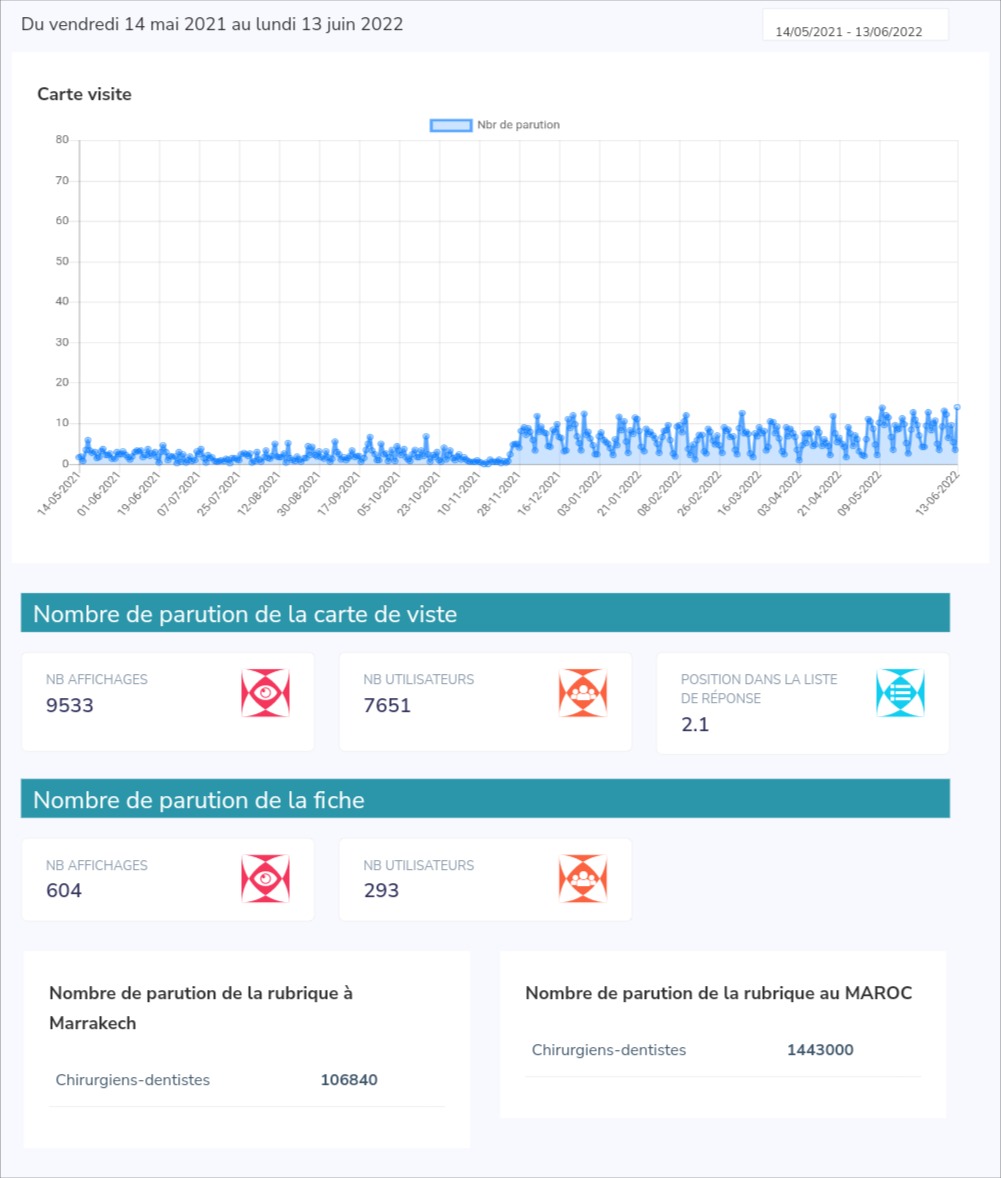 Du vendredi 14 mai 2021 au lundi 13 juin 2022
14/05/2021 - 13/06/2022
Carte visite
Nbr de parution
80
70
60
50
40
30
20
10
0
14-05-2021
01-06-2021
19-06-2021
07-07-2021
25-07-2021
12-08-2021
30-08-2021
17-09-2021
05-10-2021
23-10-2021
10-11-2021
28-11-2021
16-12-2021
03-01-2022
21-01-2022
08-02-2022
26-02-2022
16-03-2022
03-04-2022
21-04-2022
09-05-2022
13-06-2022
Nombre de parution de la carte de viste
NB AFFICHAGES
9533
NB UTILISATEURS
7651
POSITION DANS LA LISTE
DE RÉPONSE
2.1
Nombre de parution de la fiche
NB AFFICHAGES
604
NB UTILISATEURS
293
Nombre de parution de la rubrique à
Marrakech
Chirurgiens-dentistes 106840
Nombre de parution de la rubrique au MAROC
Chirurgiens-dentistes 1443000